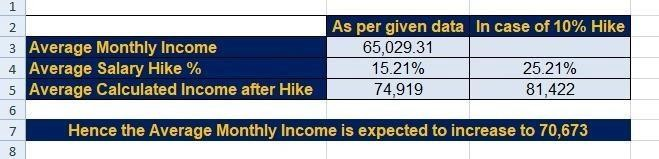 1
2 As per given data In case of 10% Hike
3 Average Monthly Income 65,029.31
4 Average Salary Hike % 15.21% 25.21%
5 Average Calculated Income after Hike 74,919 81,422
6
7 Hence the Average Monthly Income is expected to increase to 70,673
8